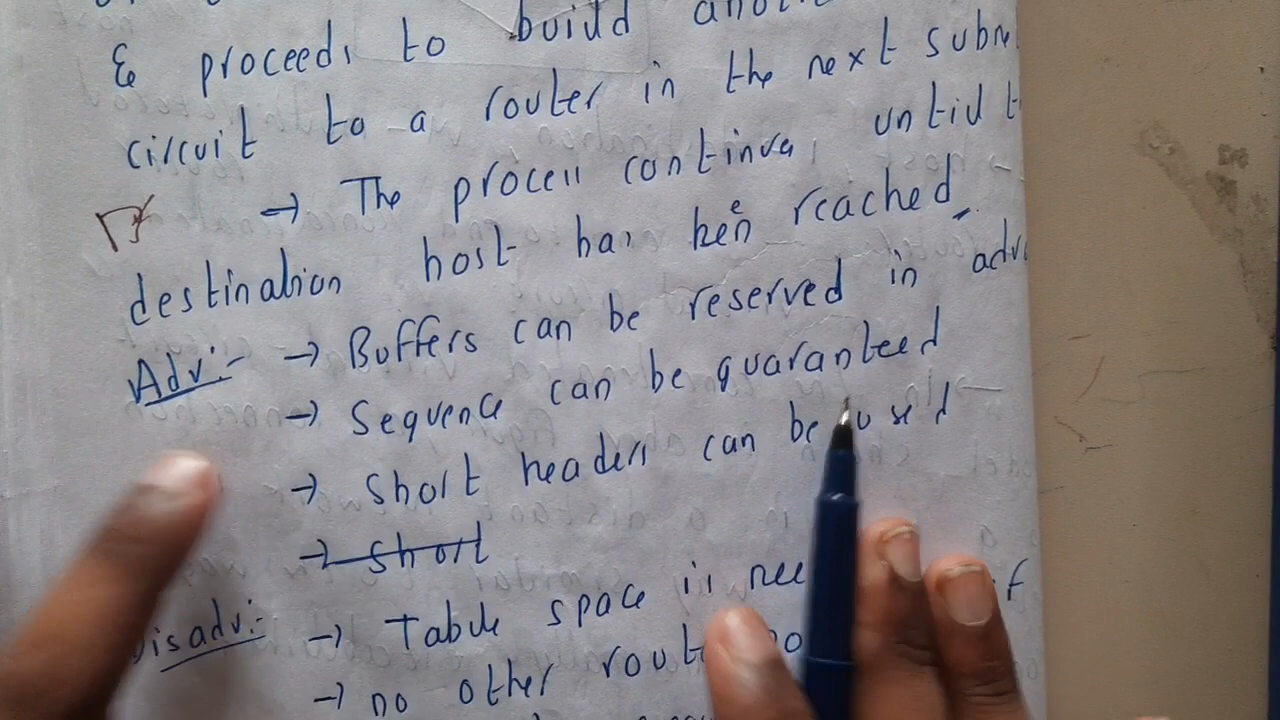 & proceeds to build
circuit to a router in the next
→ The process continues until
destination host has been reached
Adv:- → Buffers can be reserved in
→ Sequence can be guaranteed
→ Short headers can be used
→ short
Disadv:- → Table space is
→ no other